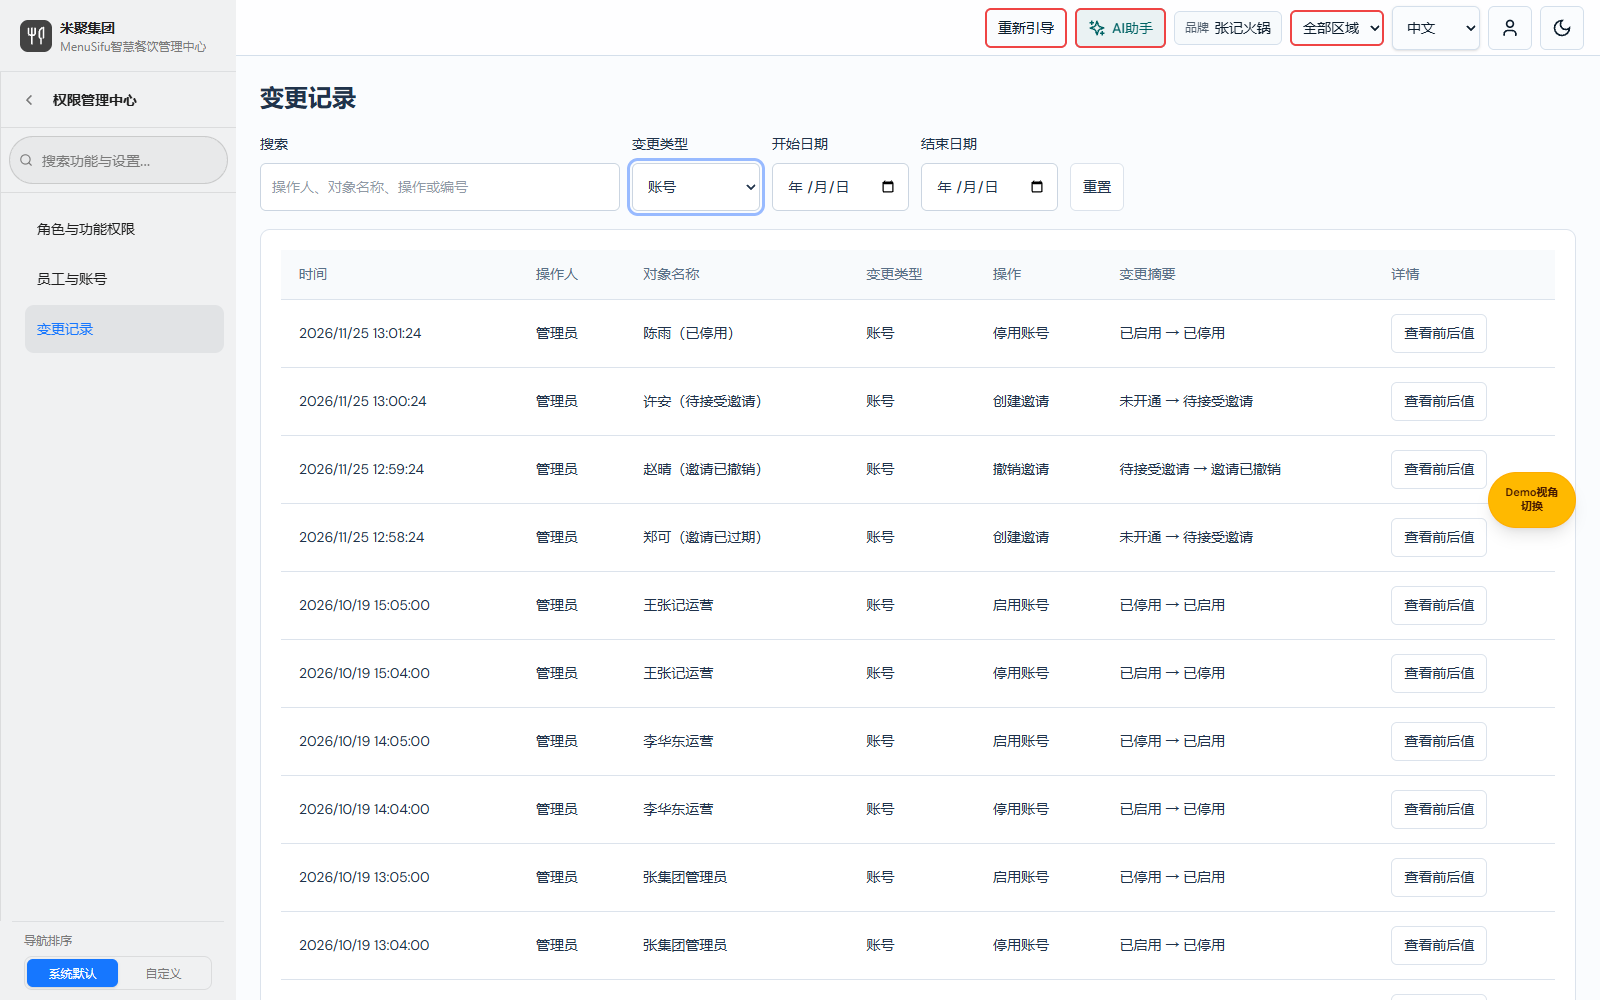 米聚集团
MenuSifu智慧餐饮管理中心
重新引导
AI助手
品牌 张记火锅
全部区域
中文
权限管理中心
搜索功能与设置...
角色与功能权限
员工与账号
变更记录
导航排序
系统默认
自定义
变更记录
搜索
变更类型
开始日期
结束日期
操作人、对象名称、操作或编号
账号
年 /月/日
年 /月/日
重置
时间 操作人 对象名称 变更类型 操作 变更摘要 详情
2026/11/25 13:01:24 管理员 陈雨（已停用） 账号 停用账号 已启用 → 已停用 查看前后值
2026/11/25 13:00:24 管理员 许安（待接受邀请） 账号 创建邀请 未开通 → 待接受邀请 查看前后值
2026/11/25 12:59:24 管理员 赵晴（邀请已撤销） 账号 撤销邀请 待接受邀请 → 邀请已撤销 查看前后值
2026/11/25 12:58:24 管理员 郑可（邀请已过期） 账号 创建邀请 未开通 → 待接受邀请 查看前后值
2026/10/19 15:05:00 管理员 王张记运营 账号 启用账号 已停用 → 已启用 查看前后值
2026/10/19 15:04:00 管理员 王张记运营 账号 停用账号 已启用 → 已停用 查看前后值
2026/10/19 14:05:00 管理员 李华东运营 账号 启用账号 已停用 → 已启用 查看前后值
2026/10/19 14:04:00 管理员 李华东运营 账号 停用账号 已启用 → 已停用 查看前后值
2026/10/19 13:05:00 管理员 张集团管理员 账号 启用账号 已停用 → 已启用 查看前后值
2026/10/19 13:04:00 管理员 张集团管理员 账号 停用账号 已启用 → 已停用 查看前后值
Demo视角
切换